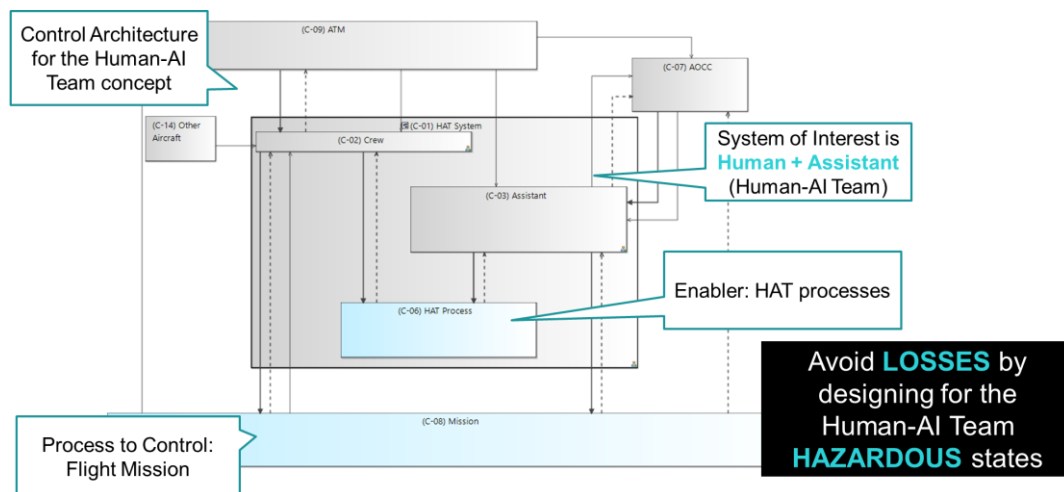 Control Architecture
for the Human-AI
Team concept
(C-09) ATM
(C-07) AOCC
(C-14) Other
Aircraft
(C-01) HAT System
(C-02) Crew
System of Interest is
Human + Assistant
(Human-AI Team)
(C-03) Assistant
Enabler: HAT processes
(C-06) HAT Process
Avoid LOSSES by
designing for the
Human-AI Team
HAZARDOUS states
(C-08) Mission
Process to Control:
Flight Mission